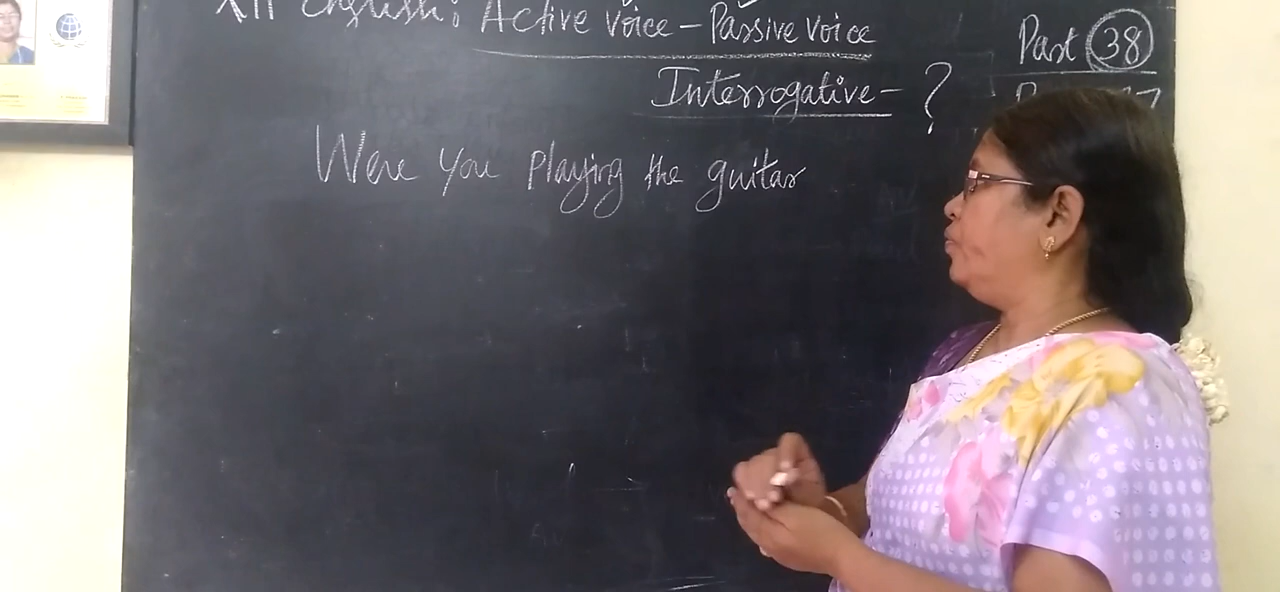 XII English: Active Voice – Passive Voice
Part 38
Interrogative – ?
Were you playing the guitar